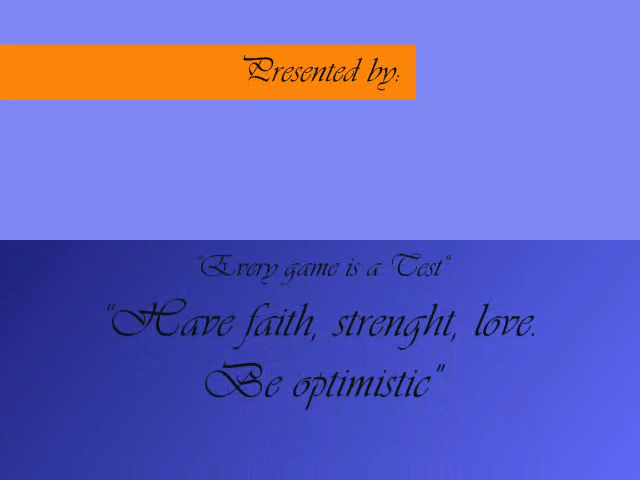 Presented by:
"Every game is a Test"
"Have faith, strenght, love.
Be optimistic"